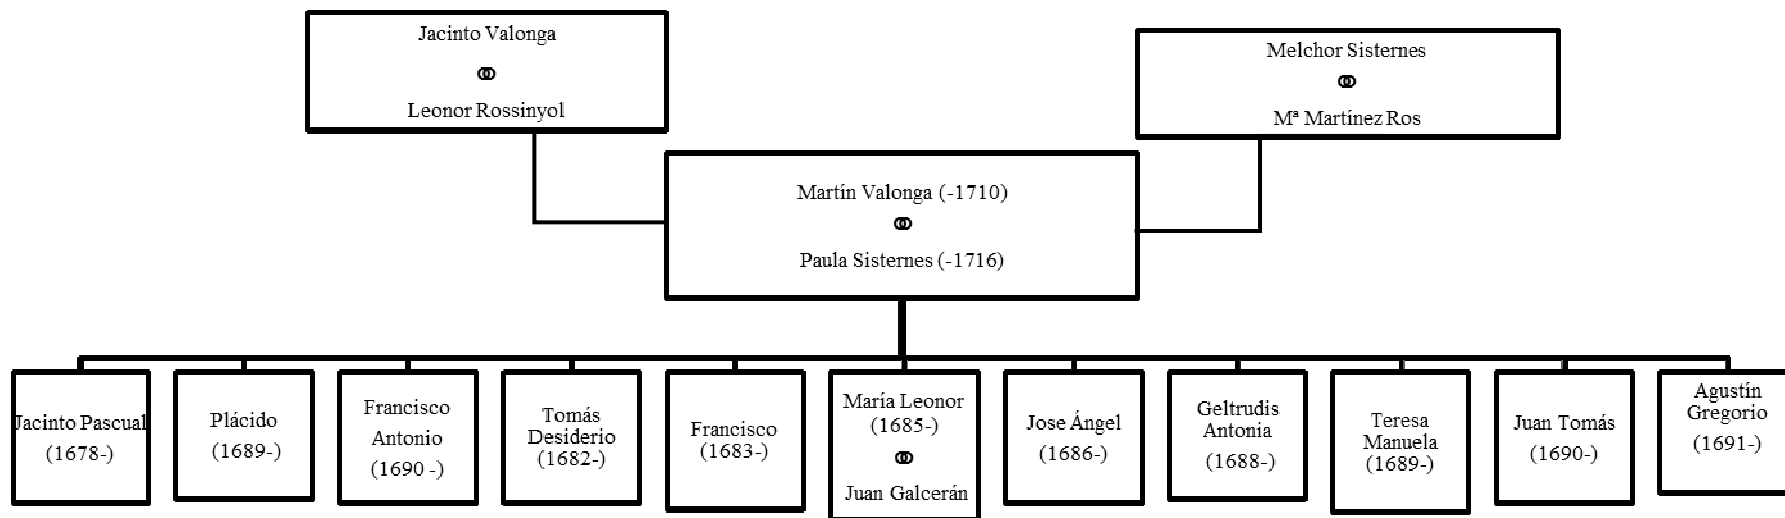 Jacinto Valonga
⚭
Leonor Rossinyol
Melchor Sisternes
⚭
Mª Martínez Ros
Martín Valonga (-1710)
⚭
Paula Sisternes (-1716)
Jacinto Pascual
(1678-)
Plácido
(1689-)
Francisco
Antonio
(1690 -)
Tomás
Desiderio
(1682-)
Francisco
(1683-)
María Leonor
(1685-)
⚭
Juan Galcerán
Jose Ángel
(1686-)
Geltrudis
Antonia
(1688-)
Teresa
Manuela
(1689-)
Juan Tomás
(1690-)
Agustín
Gregorio
(1691-)